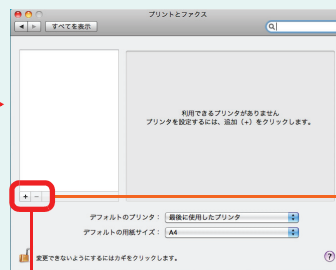 プリントとファクス
すべてを表示
利用できるプリンタがありません
プリンタを設定するには、追加（+）をクリックします。
+ −
デフォルトのプリンタ： 最後に使用したプリンタ
デフォルトの用紙サイズ： A4
変更できないようにするにはカギをクリックします。
?